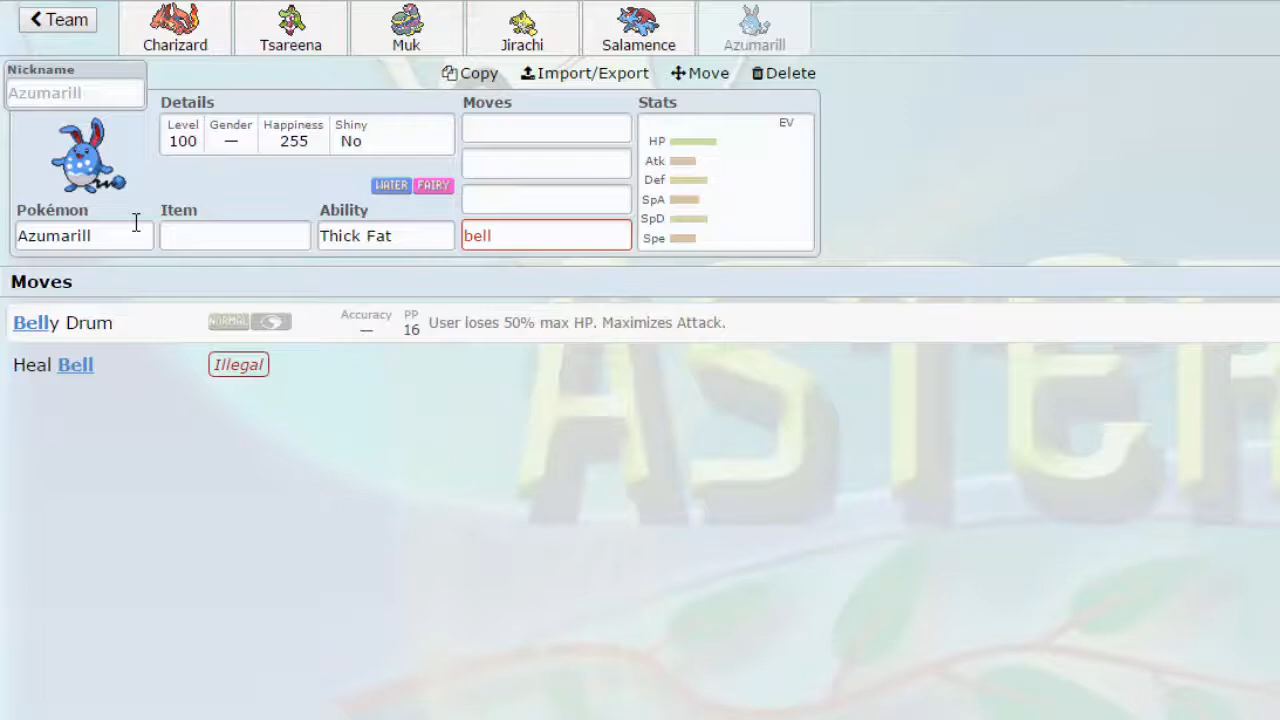 Team
Charizard
Tsareena
Muk
Jirachi
Salamence
Azumarill
Nickname
Azumarill
Copy
Import/Export
Move
Delete
Details
Moves
Stats
Level
Gender
Happiness
Shiny
100
—
255
No
EV
HP
Atk
Def
SpA
SpD
Spe
WATER FAIRY
Pokémon
Item
Ability
Azumarill
Thick Fat
bell
Moves
Belly Drum
NORMAL
Accuracy
—
PP
16
User loses 50% max HP. Maximizes Attack.
Heal Bell
Illegal